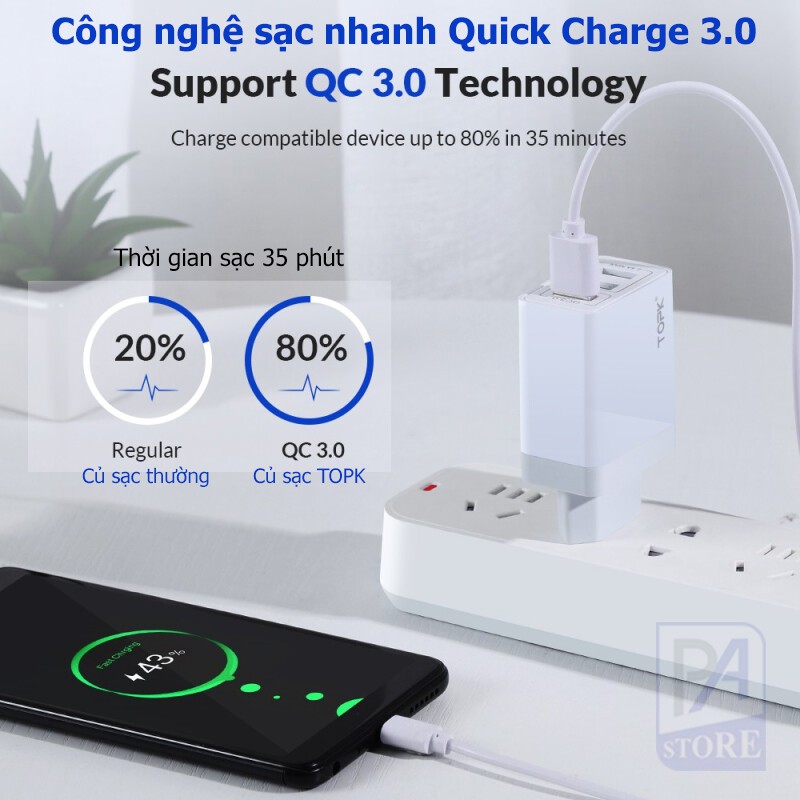 Công nghệ sạc nhanh Quick Charge 3.0
Support QC 3.0 Technology
Charge compatible device up to 80% in 35 minutes
Thời gian sạc 35 phút
20%
80%
Regular
QC 3.0
Củ sạc thường
Củ sạc TOPK
TOPK
Fast Charging
43%
PA
STORE